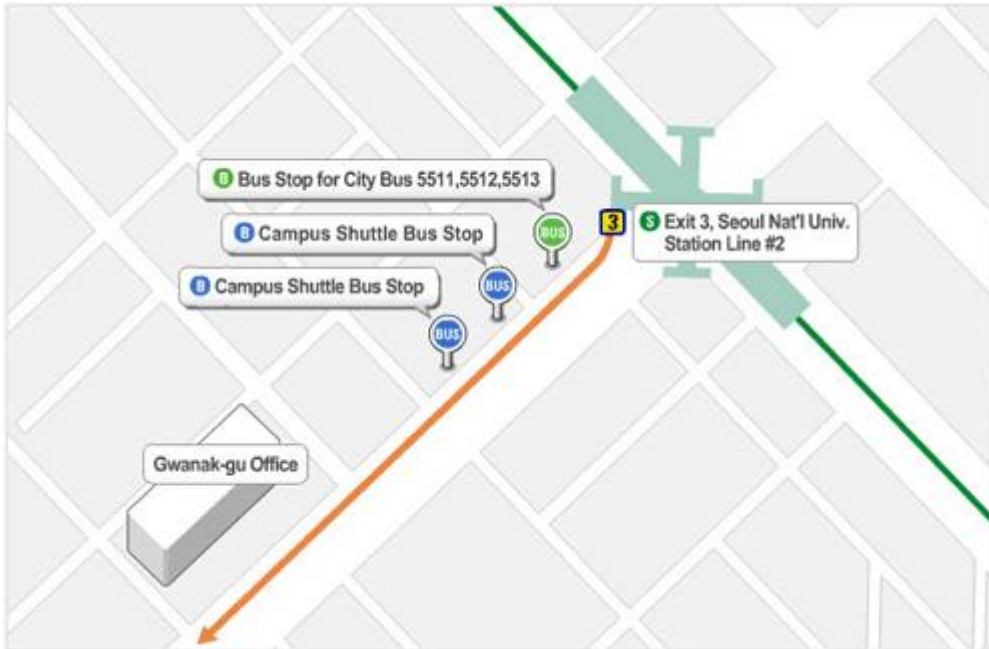 B Bus Stop for City Bus 5511,5512,5513
BUS
3
S Exit 3, Seoul Nat'l Univ.
Station Line #2
B Campus Shuttle Bus Stop
BUS
B Campus Shuttle Bus Stop
BUS
Gwanak-gu Office